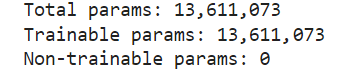 Total params: 13,611,073
Trainable params: 13,611,073
Non-trainable params: 0